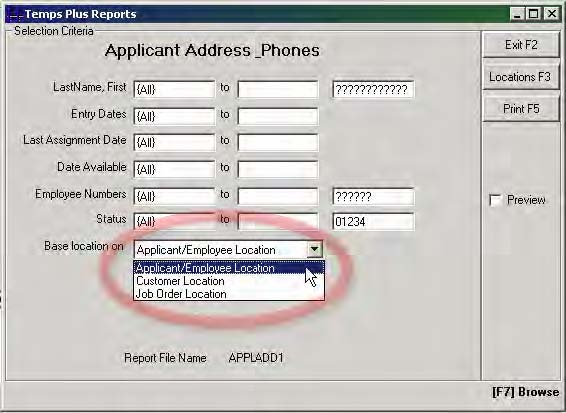 Temps Plus Reports
Selection Criteria
Applicant Address _Phones
Exit F2
Locations F3
Print F5
LastName, First {All} to ????????????
Entry Dates {All} to
Last Assignment Date {All} to
Date Available {All} to
Employee Numbers {All} to ??????
Preview
Status {All} to 01234
Base location on Applicant/Employee Location
Applicant/Employee Location
Customer Location
Job Order Location
Report File Name APPLADD1
[F7] Browse